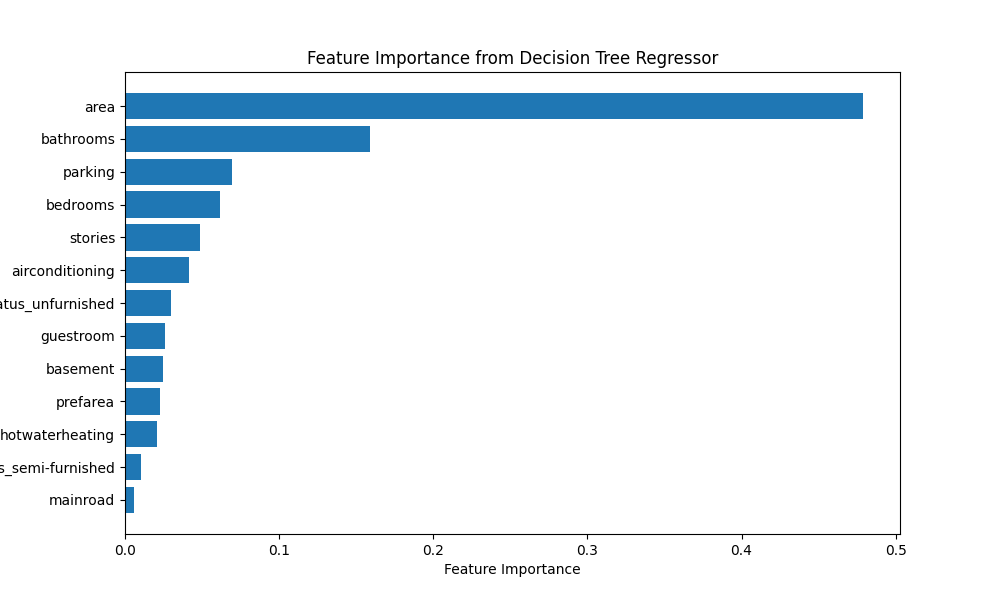 Feature Importance from Decision Tree Regressor
area
bathrooms
parking
bedrooms
stories
airconditioning
atus_unfurnished
guestroom
basement
prefarea
hotwaterheating
s_semi-furnished
mainroad
0.0 0.1 0.2 0.3 0.4 0.5
Feature Importance